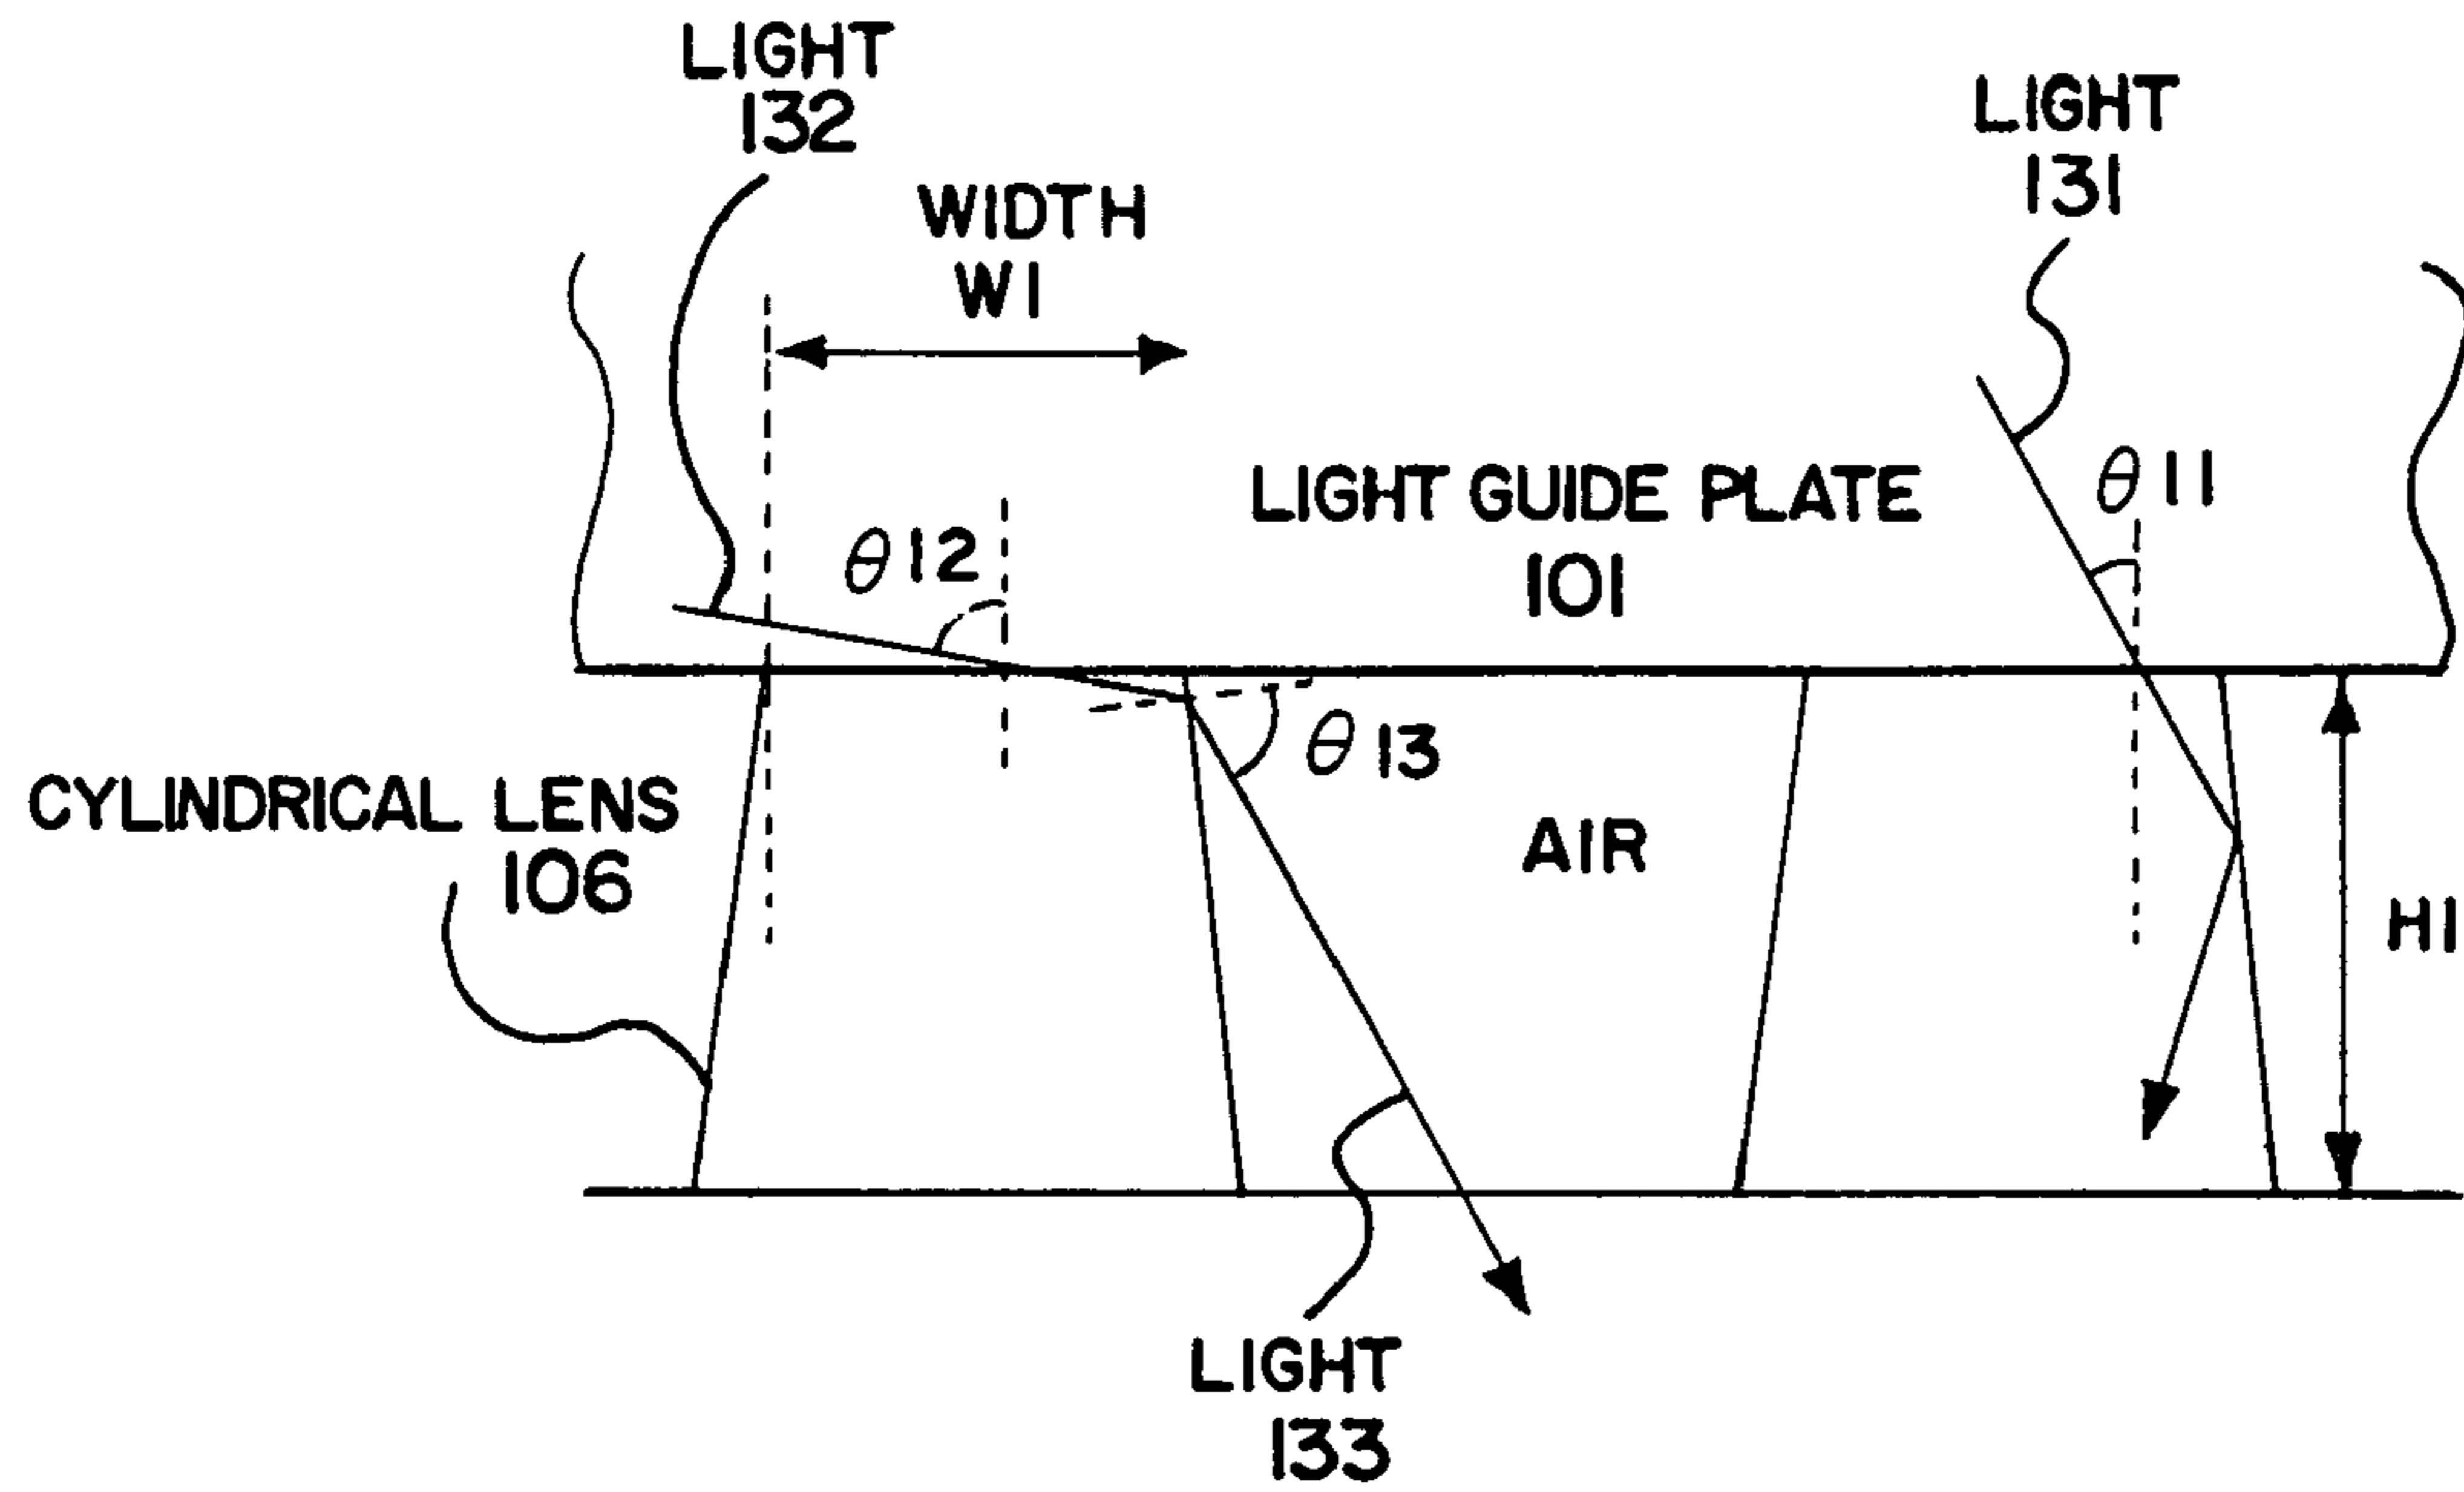 LIGHT
132
LIGHT
131
WIDTH
W1
θ11
LIGHT GUIDE PLATE
101
θ12
θ13
CYLINDRICAL LENS
106
AIR
H1
LIGHT
133